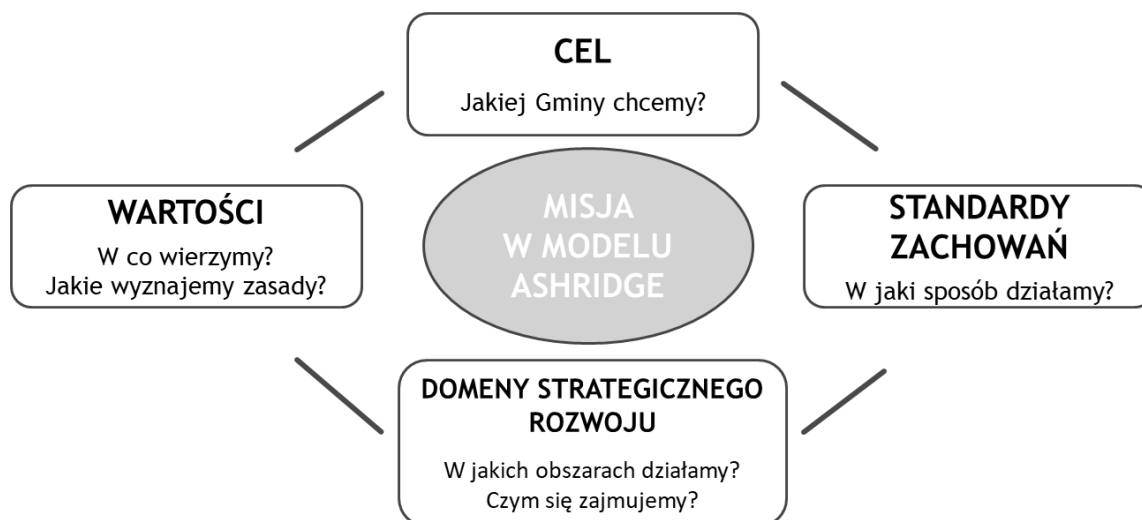 CEL
Jakiej Gminy chcemy?
WARTOŚCI
W co wierzymy?
Jakie wyznajemy zasady?
MISJA
W MODELU
ASHRIDGE
STANDARDY
ZACHOWAŃ
W jaki sposób działamy?
DOMENY STRATEGICZNEGO
ROZWOJU
W jakich obszarach działamy?
Czym się zajmujemy?